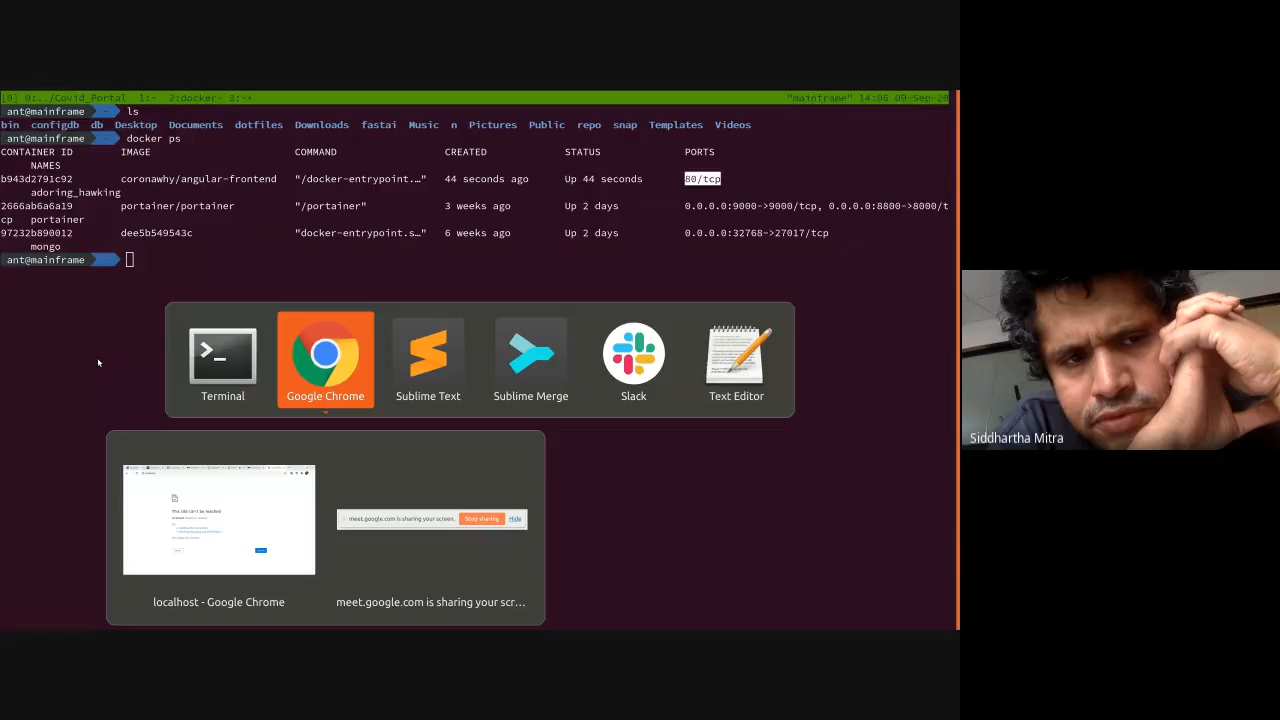 [0] 0:../Covid_Portal 1:- 2:docker- 3:-* "mainframe" 14:06 09-Sep-20
ant@mainframe ~ ls
bin configdb db Desktop Documents dotfiles Downloads fastai Music n Pictures Public repo snap Templates Videos
ant@mainframe ~ docker ps
CONTAINER ID IMAGE COMMAND CREATED STATUS PORTS
NAMES
b943d2791c92 coronawhy/angular-frontend "/docker-entrypoint.…" 44 seconds ago Up 44 seconds 80/tcp
adoring_hawking
2666ab6a6a19 portainer/portainer "/portainer" 3 weeks ago Up 2 days 0.0.0.0:9000->9000/tcp, 0.0.0.0:8800->8000/t
cp portainer
97232b890012 dee5b549543c "docker-entrypoint.s…" 6 weeks ago Up 2 days 0.0.0.0:32768->27017/tcp
mongo
ant@mainframe ~
Terminal Google Chrome Sublime Text Sublime Merge Slack Text Editor
This site can't be reached
meet.google.com is sharing your screen. Stop sharing Hide
localhost - Google Chrome meet.google.com is sharing your scr…
Siddhartha Mitra